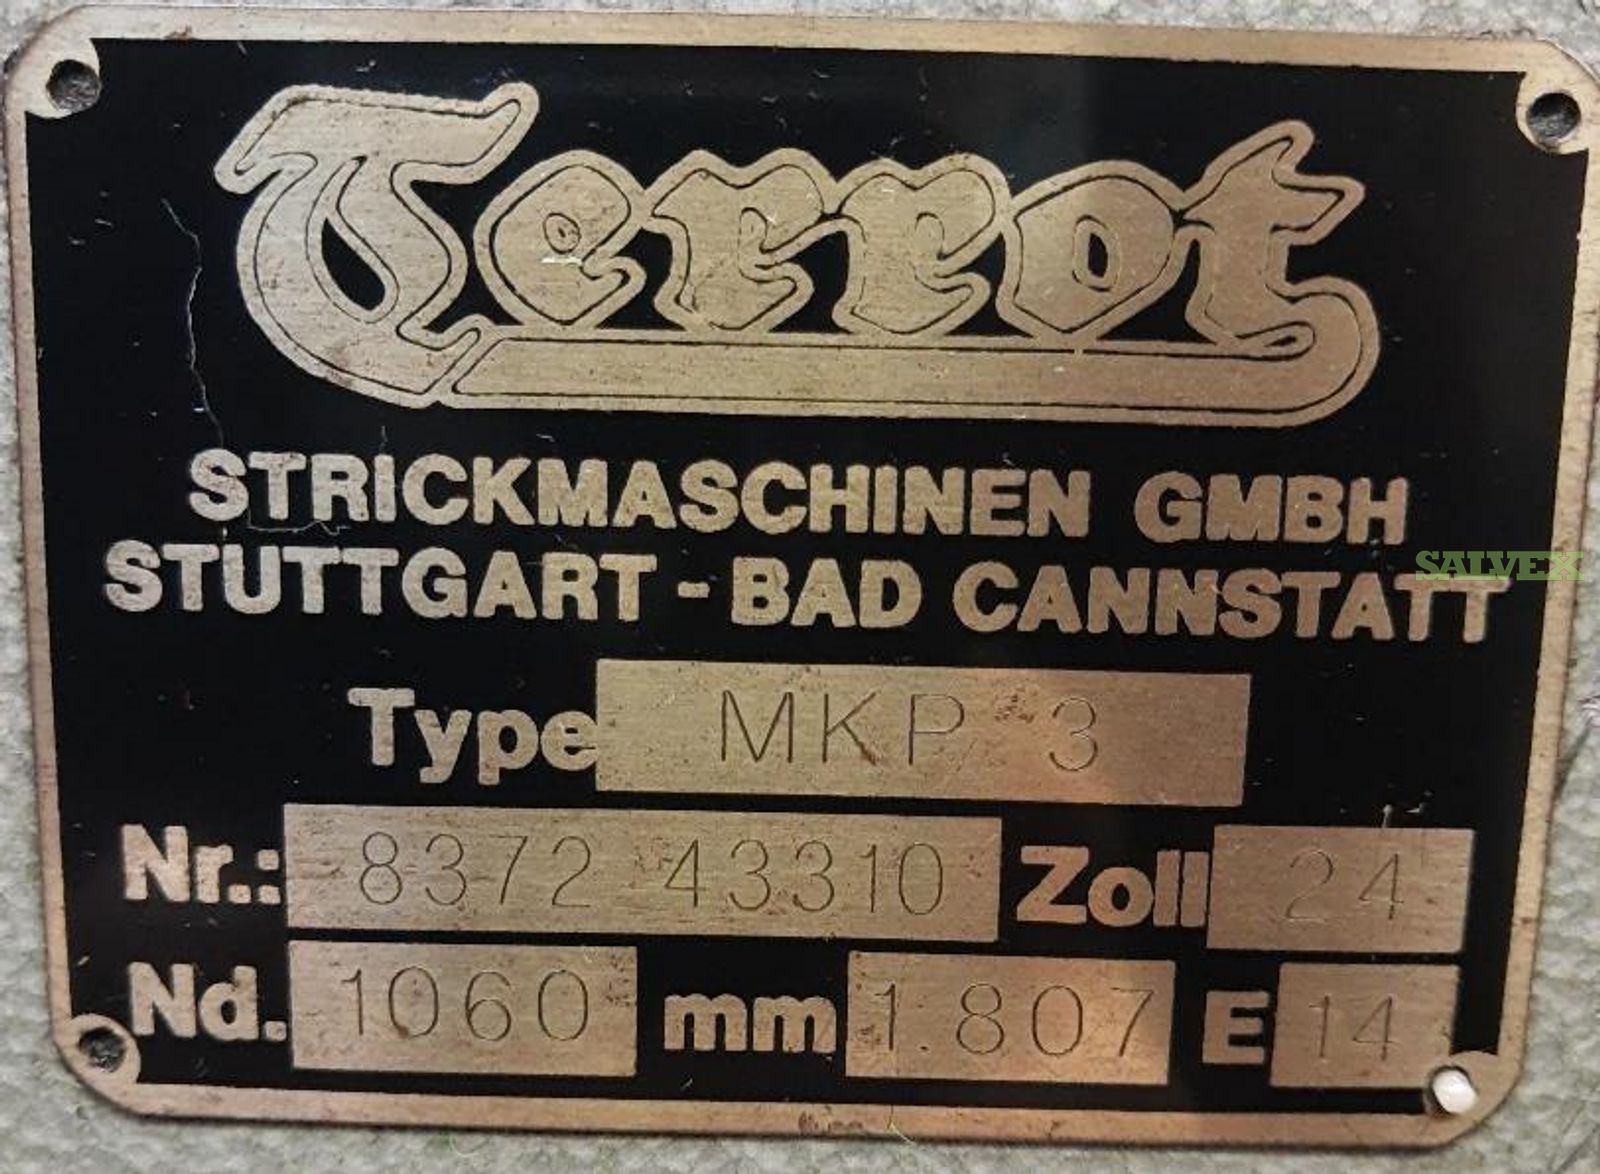 Terrot
STRICKMASCHINEN GMBH
STUTTGART - BAD CANNSTATT
SALVEX
Type MKP 3
Nr.: 8372 43310 Zoll 24
Nd. 1060 mm 1.807 E 14